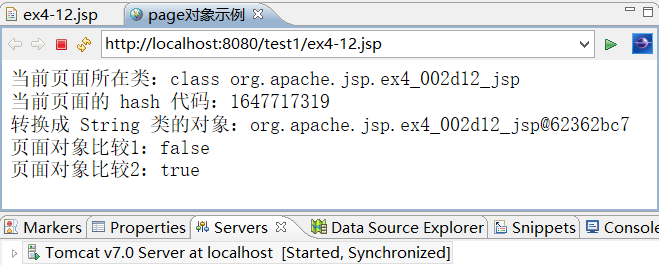 ex4-12.jsp page对象示例
http://localhost:8080/test1/ex4-12.jsp
当前页面所在类：class org.apache.jsp.ex4_002d12_jsp
当前页面的 hash 代码：1647717319
转换成 String 类的对象：org.apache.jsp.ex4_002d12_jsp@62362bc7
页面对象比较1：false
页面对象比较2：true
Markers Properties Servers Data Source Explorer Snippets Console
Tomcat v7.0 Server at localhost [Started, Synchronized]